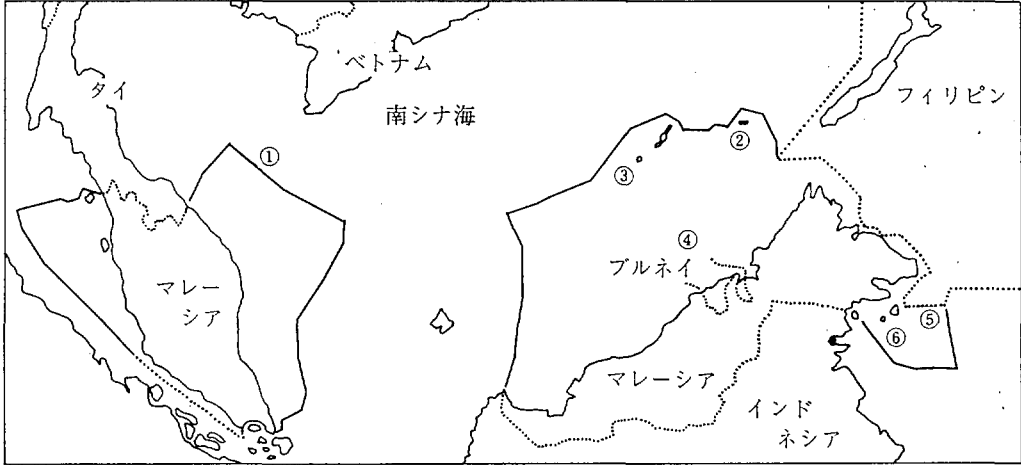 ベトナム
タイ
南シナ海
フィリピン
①
②
③
④
ブルネイ
マレー
シア
マレーシア
⑤
⑥
インド
ネシア